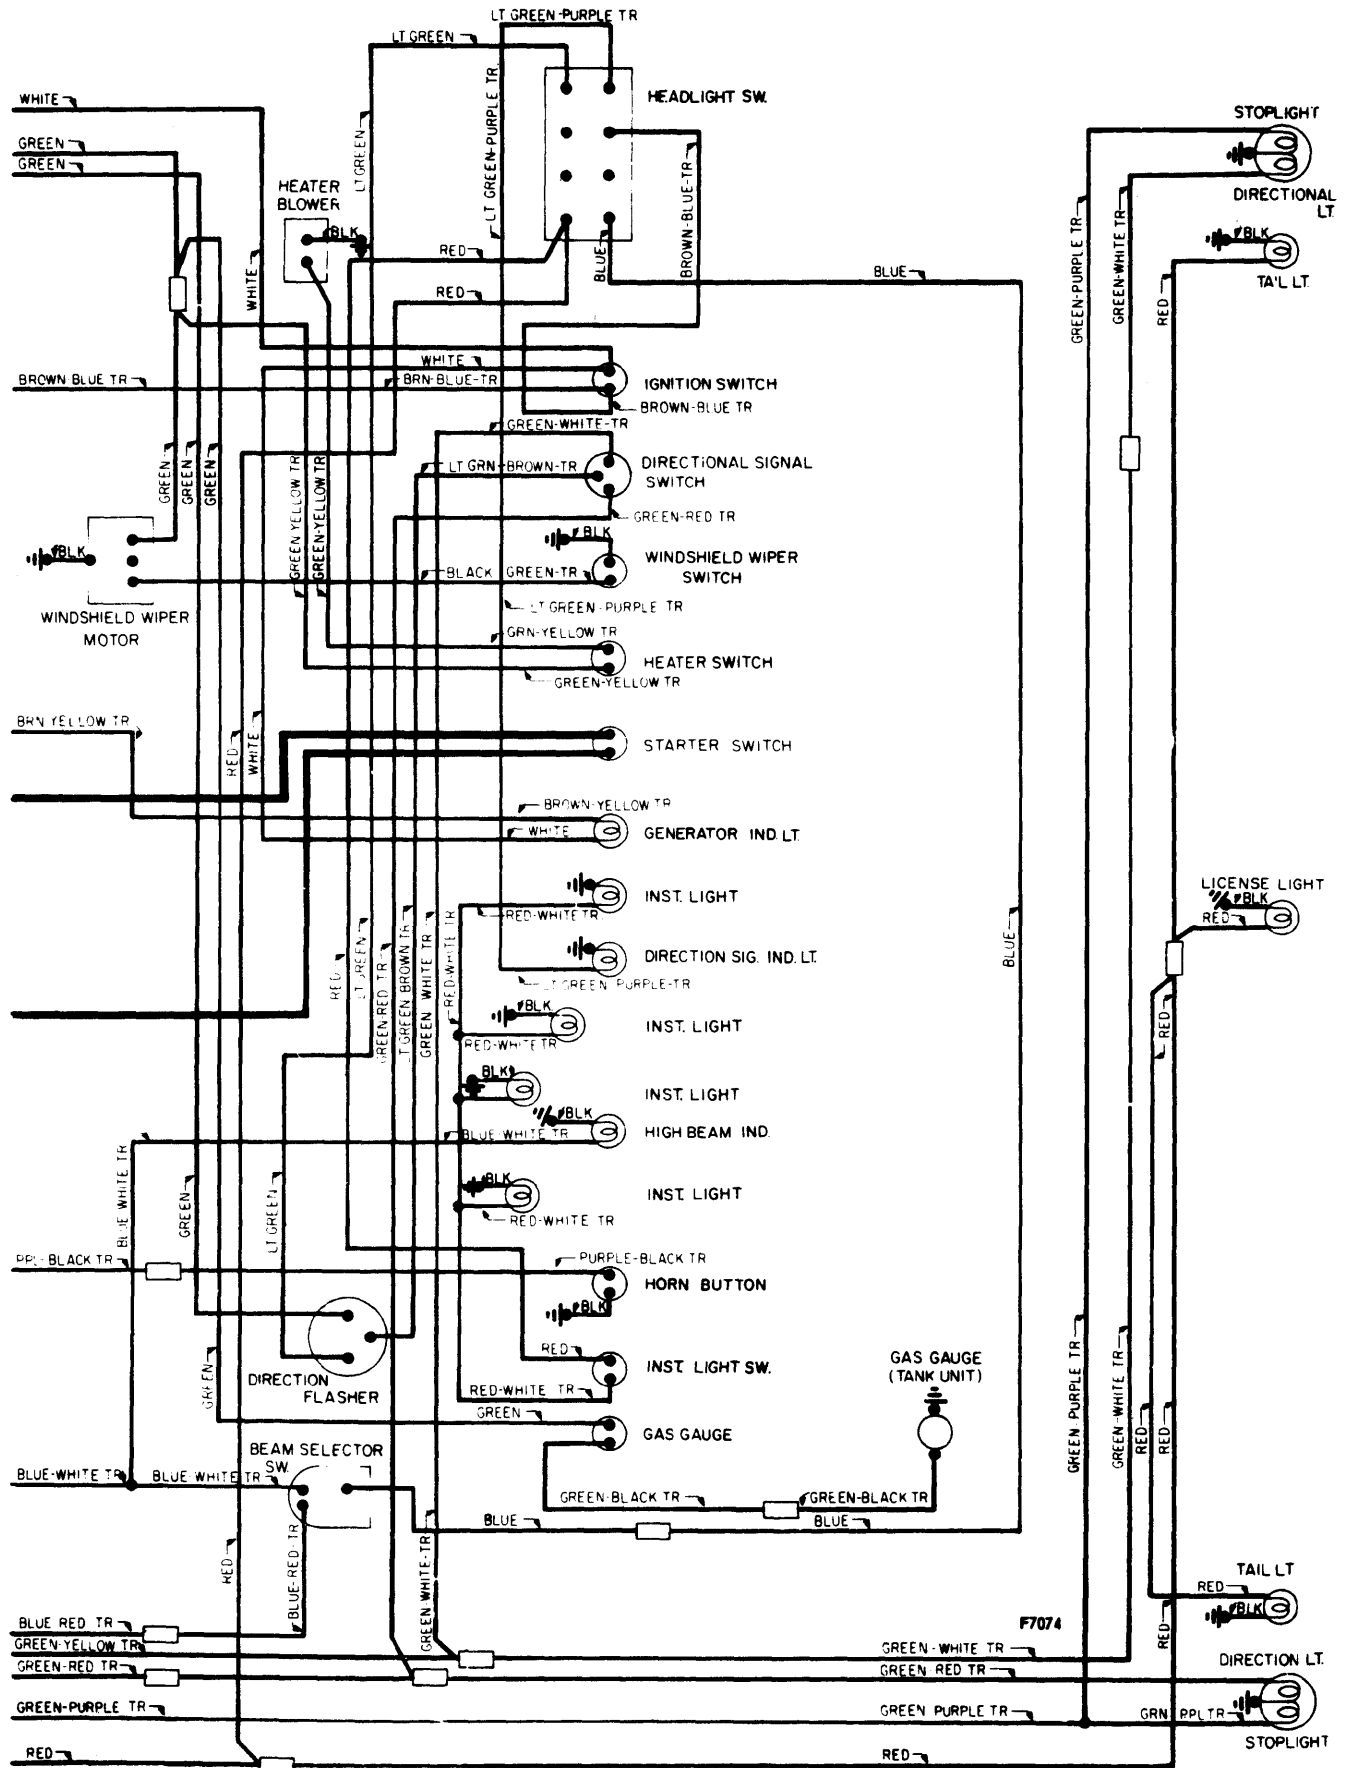 LT GREEN-PURPLE TR
LT GREEN
HEADLIGHT SW.
WHITE
STOPLIGHT
GREEN
GREEN
LT GREEN
LT GREEN-PURPLE TR
BROWN-BLUE-TR
HEATER
BLOWER
BLK
DIRECTIONAL
LT.
GREEN-PURPLE TR
GREEN-WHITE TR
BLK
RED
BLUE
BLUE
TA'L LT.
WHITE
RED
RED
WHITE
BROWN BLUE TR
BRN-BLUE-TR
IGNITION SWITCH
BROWN-BLUE TR
GREEN-WHITE-TR
LT GRN-BROWN-TR
DIRECTIONAL SIGNAL
SWITCH
GREEN
GREEN
GREEN
GREEN YELLOW TR
GREEN-YELLOW TR
GREEN-RED TR
BLK
BLK
WINDSHIELD WIPER
SWITCH
BLACK GREEN-TR
WINDSHIELD WIPER
MOTOR
LT GREEN-PURPLE TR
GRN-YELLOW TR
HEATER SWITCH
GREEN-YELLOW TR
BRN YELLOW TR
RED
WHITE
STARTER SWITCH
BROWN-YELLOW TR
WHITE
GENERATOR IND. LT.
INST. LIGHT
RED-WHITE TR
LICENSE LIGHT
BLK
RED
RED
LT GREEN
GREEN-RED TR
LT GREEN BROWN TR
GREEN WHITE TR
RED-WHITE TR
DIRECTION SIG. IND. LT.
LT GREEN PURPLE-TR
BLUE
BLK
INST. LIGHT
RED-WHITE TR
RED
BLK
INST. LIGHT
BLK
HIGH BEAM IND.
BLUE-WHITE TR
BLUE WHITE TR
GREEN
LT GREEN
BLK
INST. LIGHT
RED-WHITE TR
PPL-BLACK TR
PURPLE-BLACK TR
HORN BUTTON
BLK
RED
INST. LIGHT SW.
GAS GAUGE
(TANK UNIT)
GREEN-PURPLE TR
GREEN-WHITE TR
RED
RED
GREEN
DIRECTION
FLASHER
RED-WHITE TR
GREEN
GAS GAUGE
BEAM SELECTOR
SW.
BLUE-WHITE TR
BLUE-WHITE TR
GREEN-BLACK TR
GREEN-BLACK TR
BLUE
BLUE
RED
BLUE-RED-TR
GREEN-WHITE-TR
TAIL LT
RED
BLK
RED
F7074
BLUE RED TR
GREEN-YELLOW TR
GREEN-WHITE TR
DIRECTION LT.
GREEN-RED TR
GREEN RED TR
GREEN-PURPLE TR
GREEN PURPLE TR
GRN PPL TR
STOPLIGHT
RED
RED